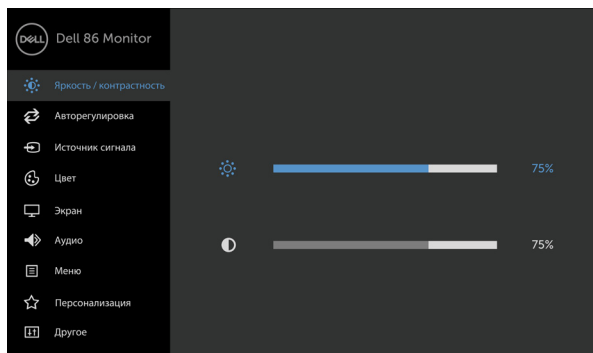 DELL Dell 86 Monitor
Яркость / контрастность
Авторегулировка
Источник сигнала
Цвет
Экран
Аудио
Меню
Персонализация
Другое
75%
75%